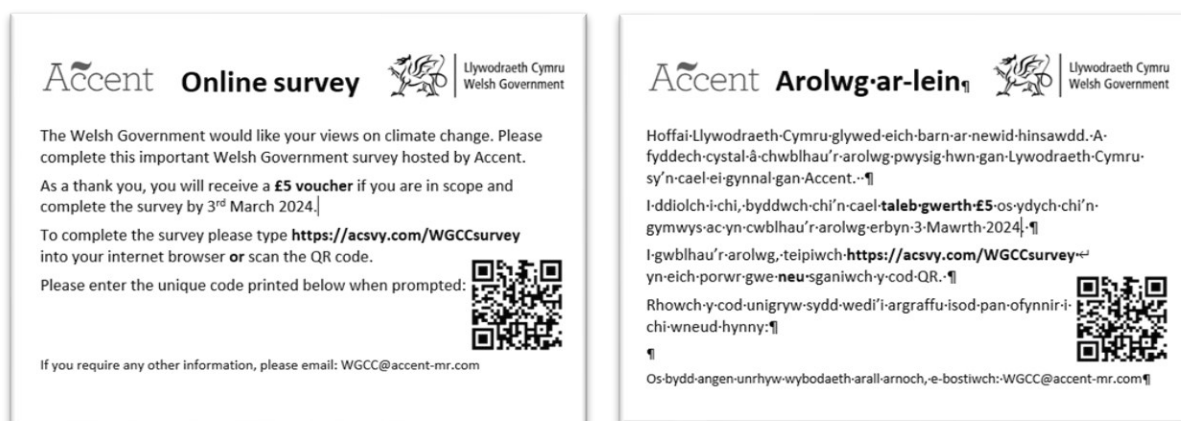 Accent
Online survey
Llywodraeth Cymru
Welsh Government
The Welsh Government would like your views on climate change. Please
complete this important Welsh Government survey hosted by Accent.
As a thank you, you will receive a £5 voucher if you are in scope and
complete the survey by 3rd March 2024.
To complete the survey please type https://acsvy.com/WGCCsurvey
into your internet browser or scan the QR code.
Please enter the unique code printed below when prompted:
If you require any other information, please email: WGCC@accent-mr.com
Accent
Arolwg·ar-lein¶
Llywodraeth Cymru
Welsh Government
Hoffai·Llywodraeth·Cymru·glywed·eich·barn·ar·newid·hinsawdd.·A·
fyddech·cystal·â·chwblhau'r·arolwg·pwysig·hwn·gan·Lywodraeth·Cymru·
sy'n·cael·ei·gynnal·gan·Accent.··¶
I·ddiolch·i·chi,·byddwch·chi'n·cael·taleb·gwerth·£5·os·ydych·chi'n·
gymwys·ac·yn·cwblhau'r·arolwg·erbyn·3·Mawrth·2024.·¶
I·gwblhau'r·arolwg,·teipiwch·https://acsvy.com/WGCCsurvey·↵
yn·eich·porwr·gwe·neu·sganiwch·y·cod·QR.·¶
Rhowch·y·cod·unigryw·sydd·wedi'i·argraffu·isod·pan·ofynnir·i·
chi·wneud·hynny:¶
¶
Os·bydd·angen·unrhyw·wybodaeth·arall·arnoch,·e-bostiwch:·WGCC@accent-mr.com¶